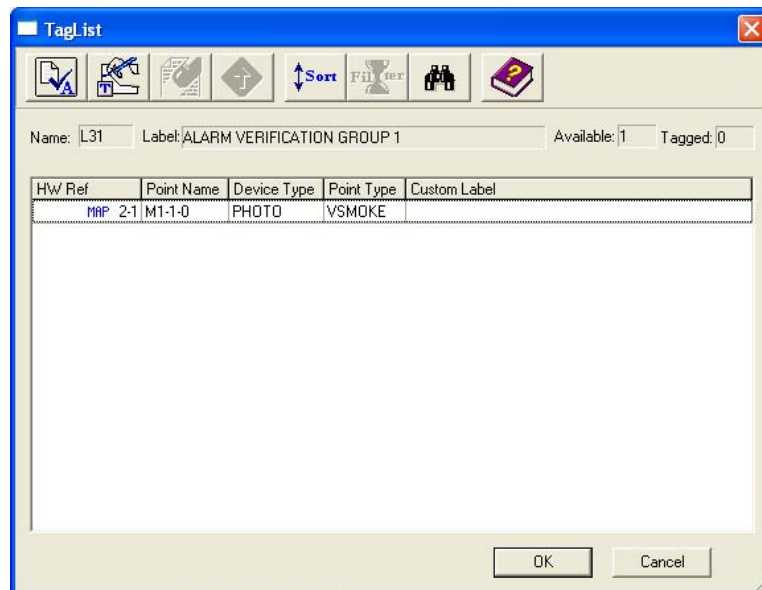 TagList
A T T Sort Filter ?
Name: L31 Label: ALARM VERIFICATION GROUP 1 Available: 1 Tagged: 0
HW Ref Point Name Device Type Point Type Custom Label
MAP 2-1 M1-1-0 PHOTO VSMOKE
OK Cancel